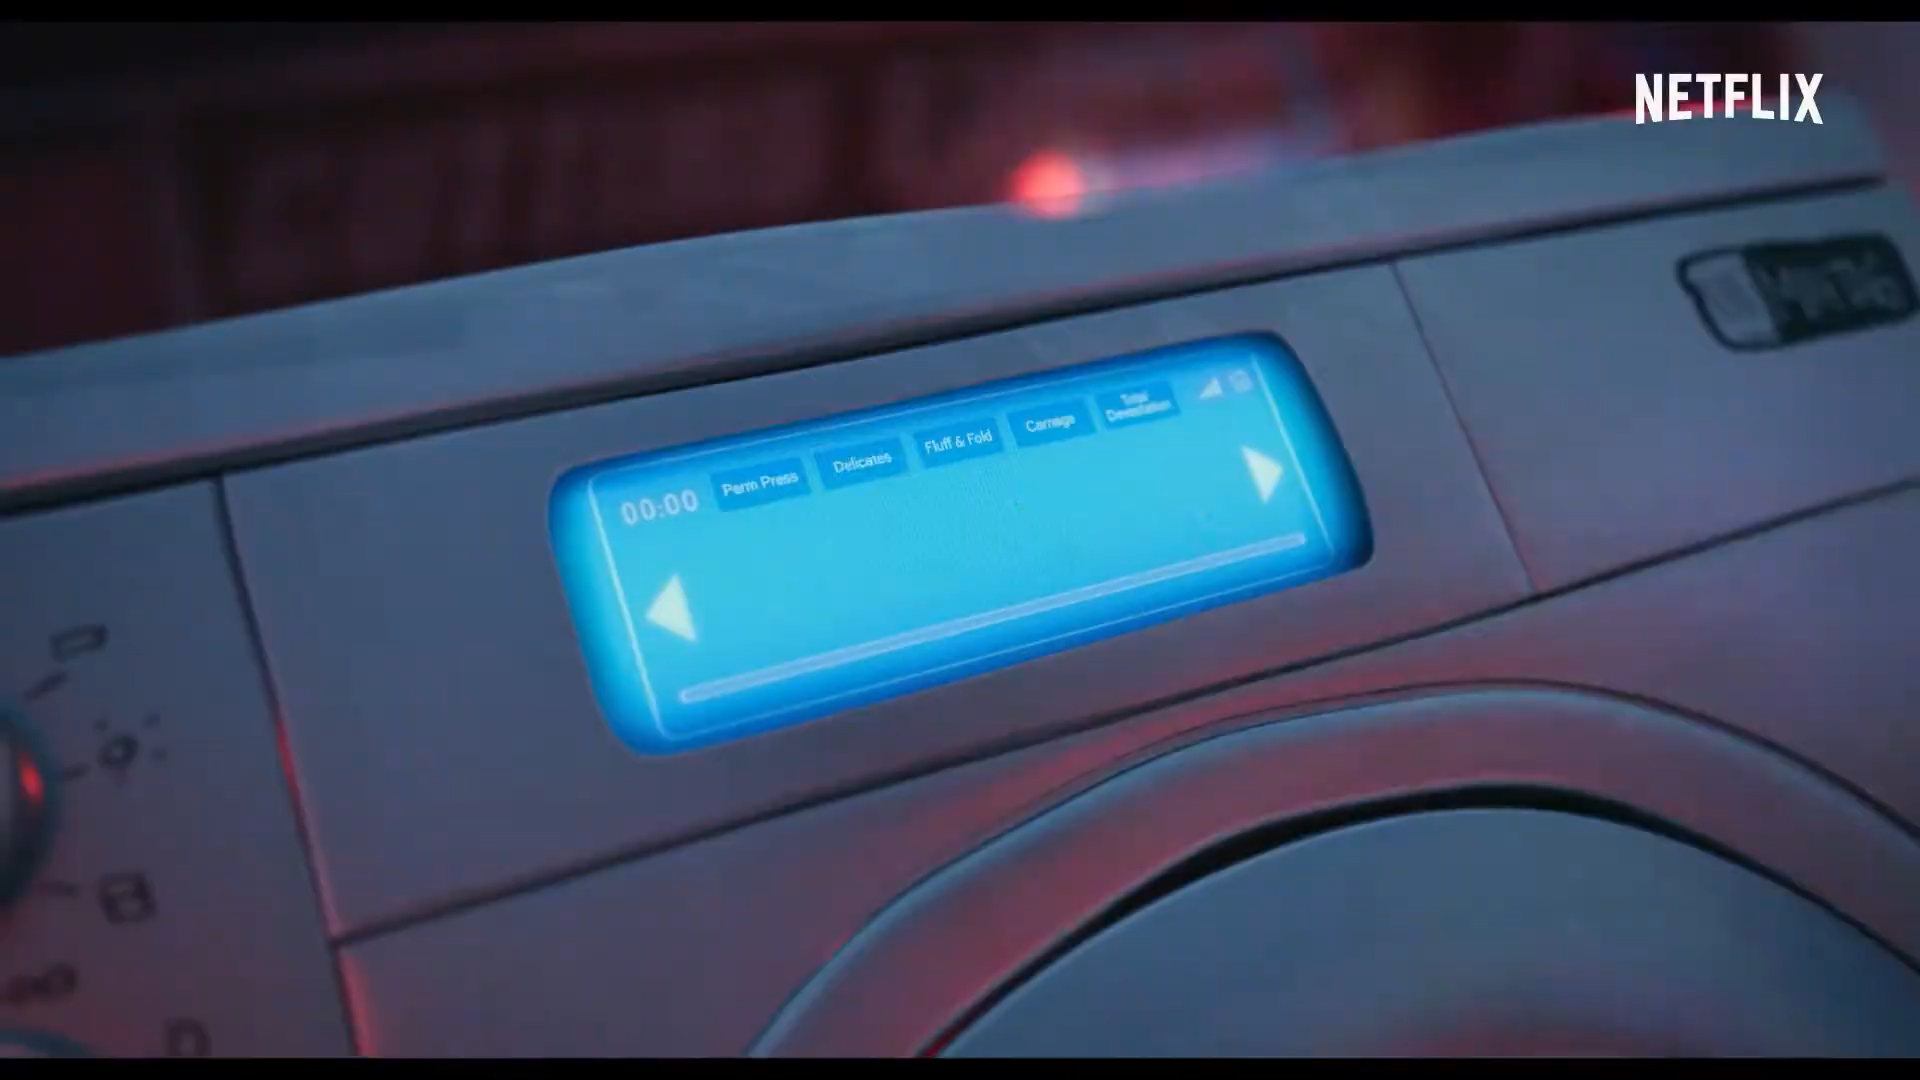 NETFLIX
00:00
Perm Press
Delicates
Fluff & Fold
Carnage
Total
Devastation